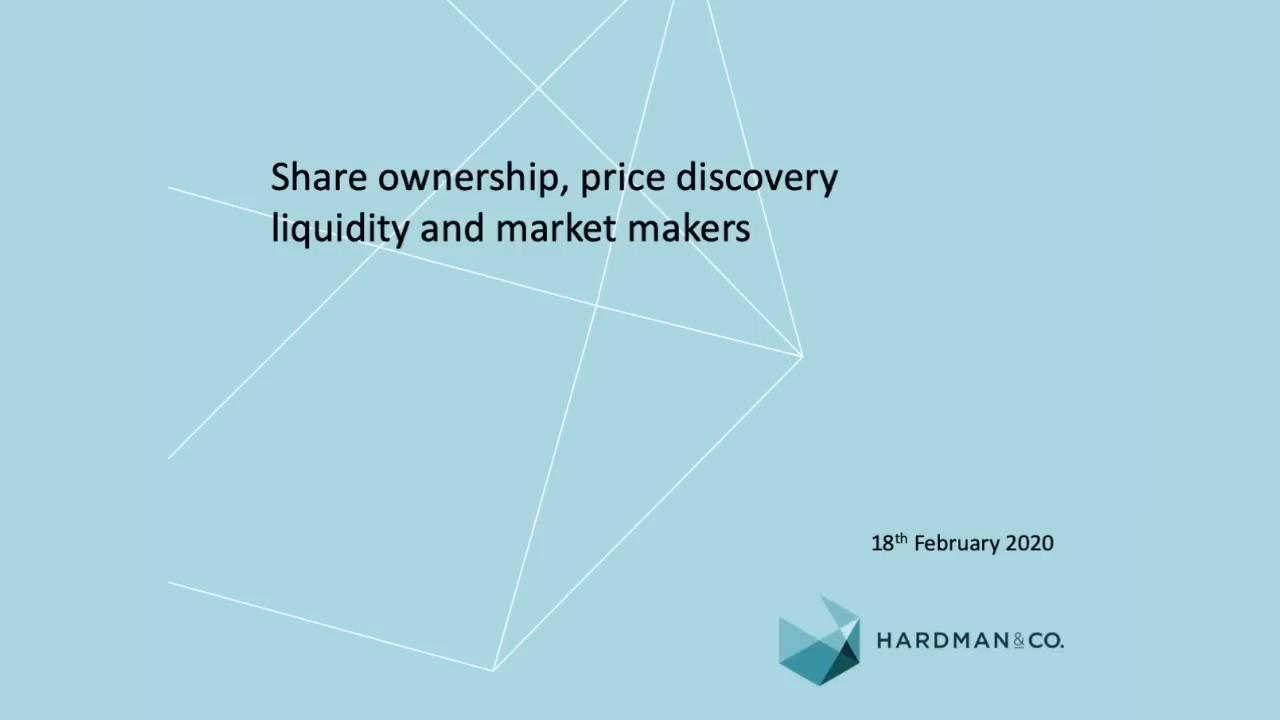 Share ownership, price discovery
liquidity and market makers
18th February 2020
HARDMAN&CO.